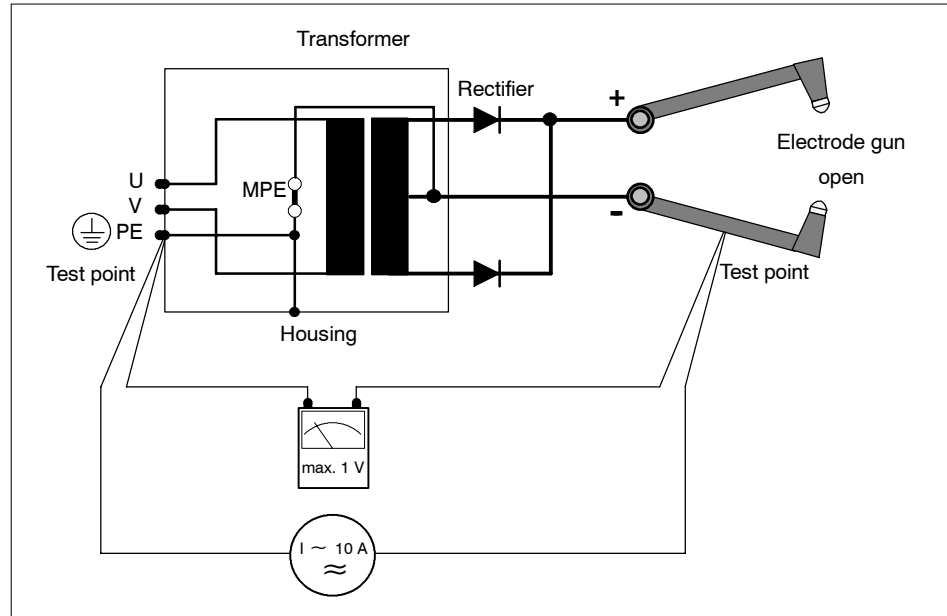 Transformer
Rectifier
+
Electrode gun
open
U
MPE
V
-
PE
Test point
Test point
Housing
max. 1 V
I ~ 10 A
≈